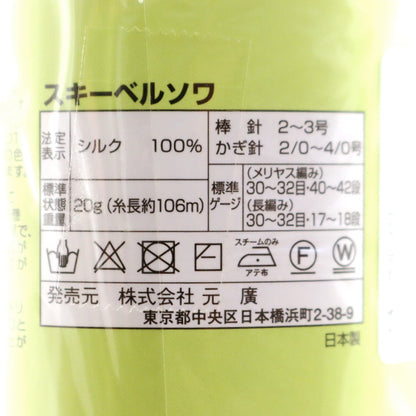 スキーベルソワ
法定表示 シルク 100% 棒針 2〜3号
かぎ針 2/0〜4/0号
標準状態重量 20g(糸長約106m) 標準ゲージ (メリヤス編み)
30〜32目・40〜42段
(長編み)
30〜32目・17〜18段
スチームのみ
アテ布
F
W
発売元 株式会社 元 廣
東京都中央区日本橋浜町2-38-9
日本製